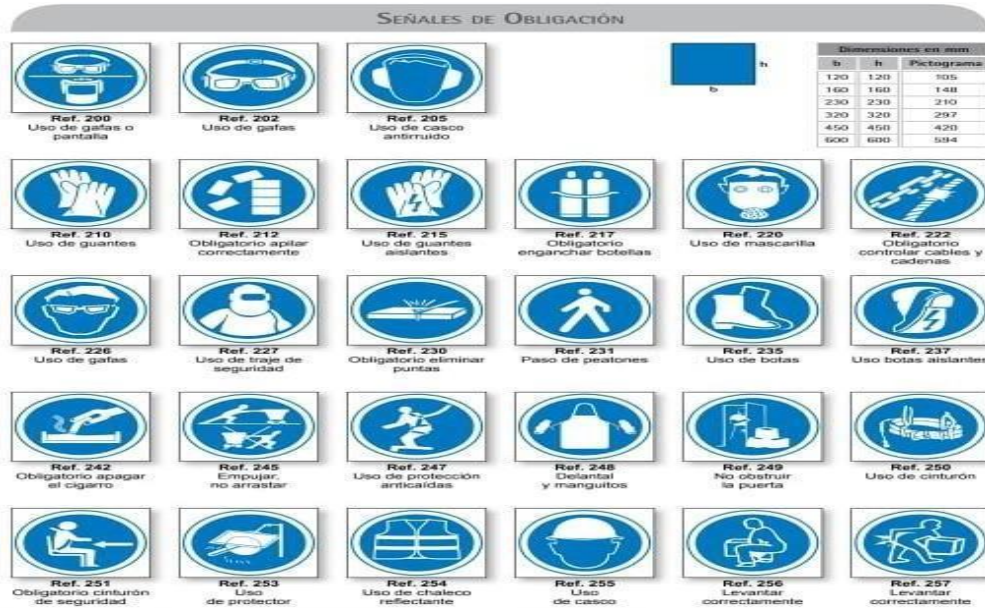 SEÑALES DE OBLIGACIÓN
Ref. 200
Uso de gafas o
pantalla
Ref. 202
Uso de gafas
Ref. 205
Uso de casco
antirruido
b
h
Dimensiones en mm
b h Pictograma
120 120 105
160 160 148
230 230 210
320 320 297
450 450 420
600 600 594
Ref. 210
Uso de guantes
Ref. 212
Obligatorio apilar
correctamente
Ref. 215
Uso de guantes
aislantes
Ref. 217
Obligatorio
enganchar botellas
Ref. 220
Uso de mascarilla
Ref. 222
Obligatorio
controlar cables y
cadenas
Ref. 226
Uso de gafas
Ref. 227
Uso de traje de
seguridad
Ref. 230
Obligatorio eliminar
puntas
Ref. 231
Paso de peatones
Ref. 235
Uso de botas
Ref. 237
Uso botas aislantes
Ref. 242
Obligatorio apagar
el cigarro
Ref. 245
Empujar,
no arrastar
Ref. 247
Uso de protección
anticaídas
Ref. 248
Delantal
y manguitos
Ref. 249
No obstruir
la puerta
Ref. 250
Uso de cinturón
Ref. 251
Obligatorio cinturón
de seguridad
Ref. 253
Uso
de protector
Ref. 254
Uso de chaleco
reflectante
Ref. 255
Uso
de casco
Ref. 256
Levantar
correctamente
Ref. 257
Levantar
correctamente